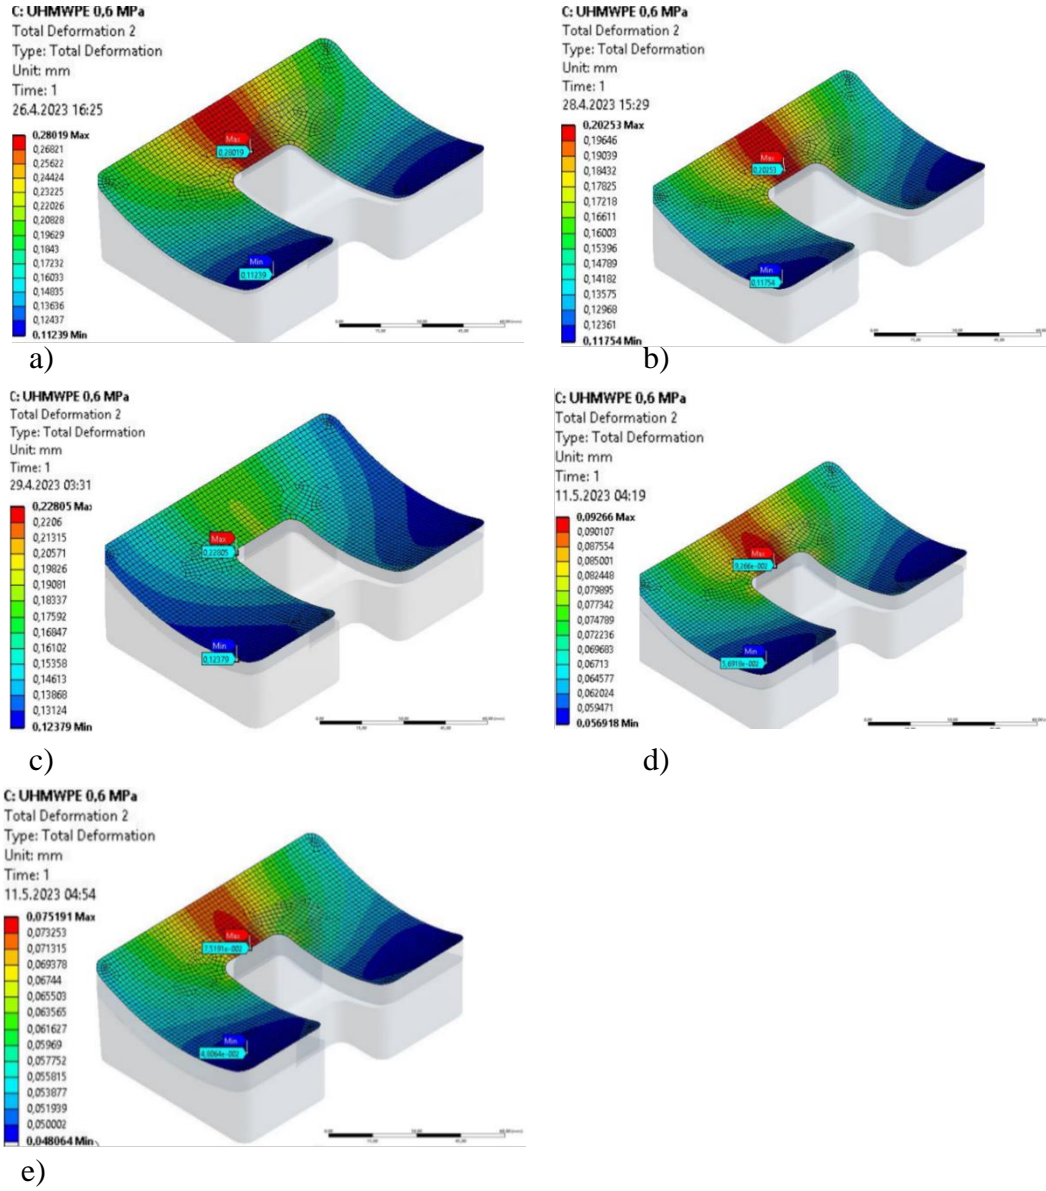 C: UHMWPE 0,6 MPa
Total Deformation 2
Type: Total Deformation
Unit: mm
Time: 1
26.4.2023 16:25
0,28019 Max
0,26821
0,25622
0,24424
0,23225
0,22026
0,20828
0,19629
0,1843
0,17232
0,16033
0,14835
0,13636
0,12437
0,11239 Min
Max
0,28019
Min
0,11239
a)
C: UHMWPE 0,6 MPa
Total Deformation 2
Type: Total Deformation
Unit: mm
Time: 1
28.4.2023 15:29
0,20253 Max
0,19646
0,19039
0,18432
0,17825
0,17218
0,16611
0,16003
0,15396
0,14789
0,14182
0,13575
0,12968
0,12361
0,11754 Min
Max
0,20253
Min
0,11754
b)
C: UHMWPE 0,6 MPa
Total Deformation 2
Type: Total Deformation
Unit: mm
Time: 1
29.4.2023 03:31
0,22805 Max
0,2206
0,21315
0,20571
0,19826
0,19081
0,18337
0,17592
0,16847
0,16102
0,15358
0,14613
0,13868
0,13124
0,12379 Min
Max
0,22805
Min
0,12379
c)
C: UHMWPE 0,6 MPa
Total Deformation 2
Type: Total Deformation
Unit: mm
Time: 1
11.5.2023 04:19
0,09266 Max
0,090107
0,087554
0,085001
0,082448
0,079895
0,077342
0,074789
0,072236
0,069683
0,06713
0,064577
0,062024
0,059471
0,056918 Min
Max
9,266e-002
Min
5,6918e-002
d)
C: UHMWPE 0,6 MPa
Total Deformation 2
Type: Total Deformation
Unit: mm
Time: 1
11.5.2023 04:54
0,075191 Max
0,073253
0,071315
0,069378
0,06744
0,065503
0,063565
0,061627
0,05969
0,057752
0,055815
0,053877
0,051939
0,050002
0,048064 Min
Max
7,5191e-002
Min
4,8064e-002
e)